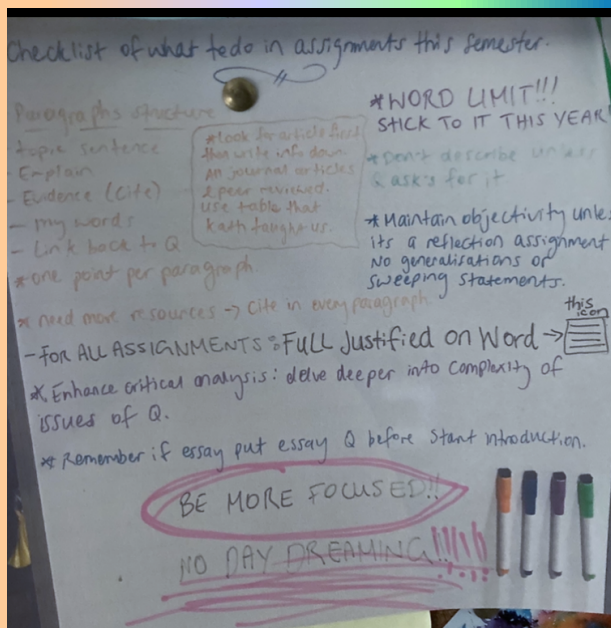 Checklist of what to do in assignments this semester.
Paragraphs structure
- topic sentence
- Explain
- Evidence (Cite)
- my words
- Link back to Q
* one point per paragraph.
* Look for articles first
then write info down.
All journal articles
& peer reviewed.
use table that
Kath taught us.
* WORD LIMIT!!!
STICK TO IT THIS YEAR!
* Don't describe unless
Q ask's for it
* Maintain objectivity unle
its a reflection assignment
No generalisations or
sweeping statements.
* need more resources -> Cite in every paragraph.
this
icon
- FOR ALL ASSIGNMENTS: FULL Justified on Word ->
* Enhance critical analysis: delve deeper into complexity of
issues of Q.
* Remember if essay put essay Q before start introduction.
BE MORE FOCUSED!!
NO DAY DREAMING!!!!!!